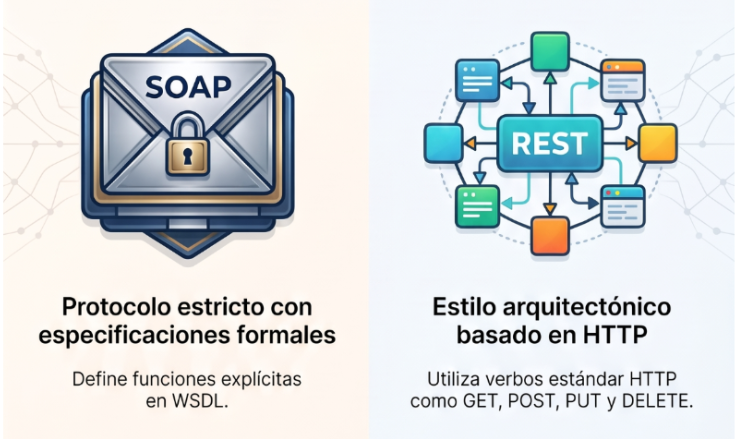 SOAP
Protocolo estricto con
especificaciones formales
Define funciones explícitas
en WSDL.
REST
Estilo arquitectónico
basado en HTTP
Utiliza verbos estándar HTTP
como GET, POST, PUT y DELETE.